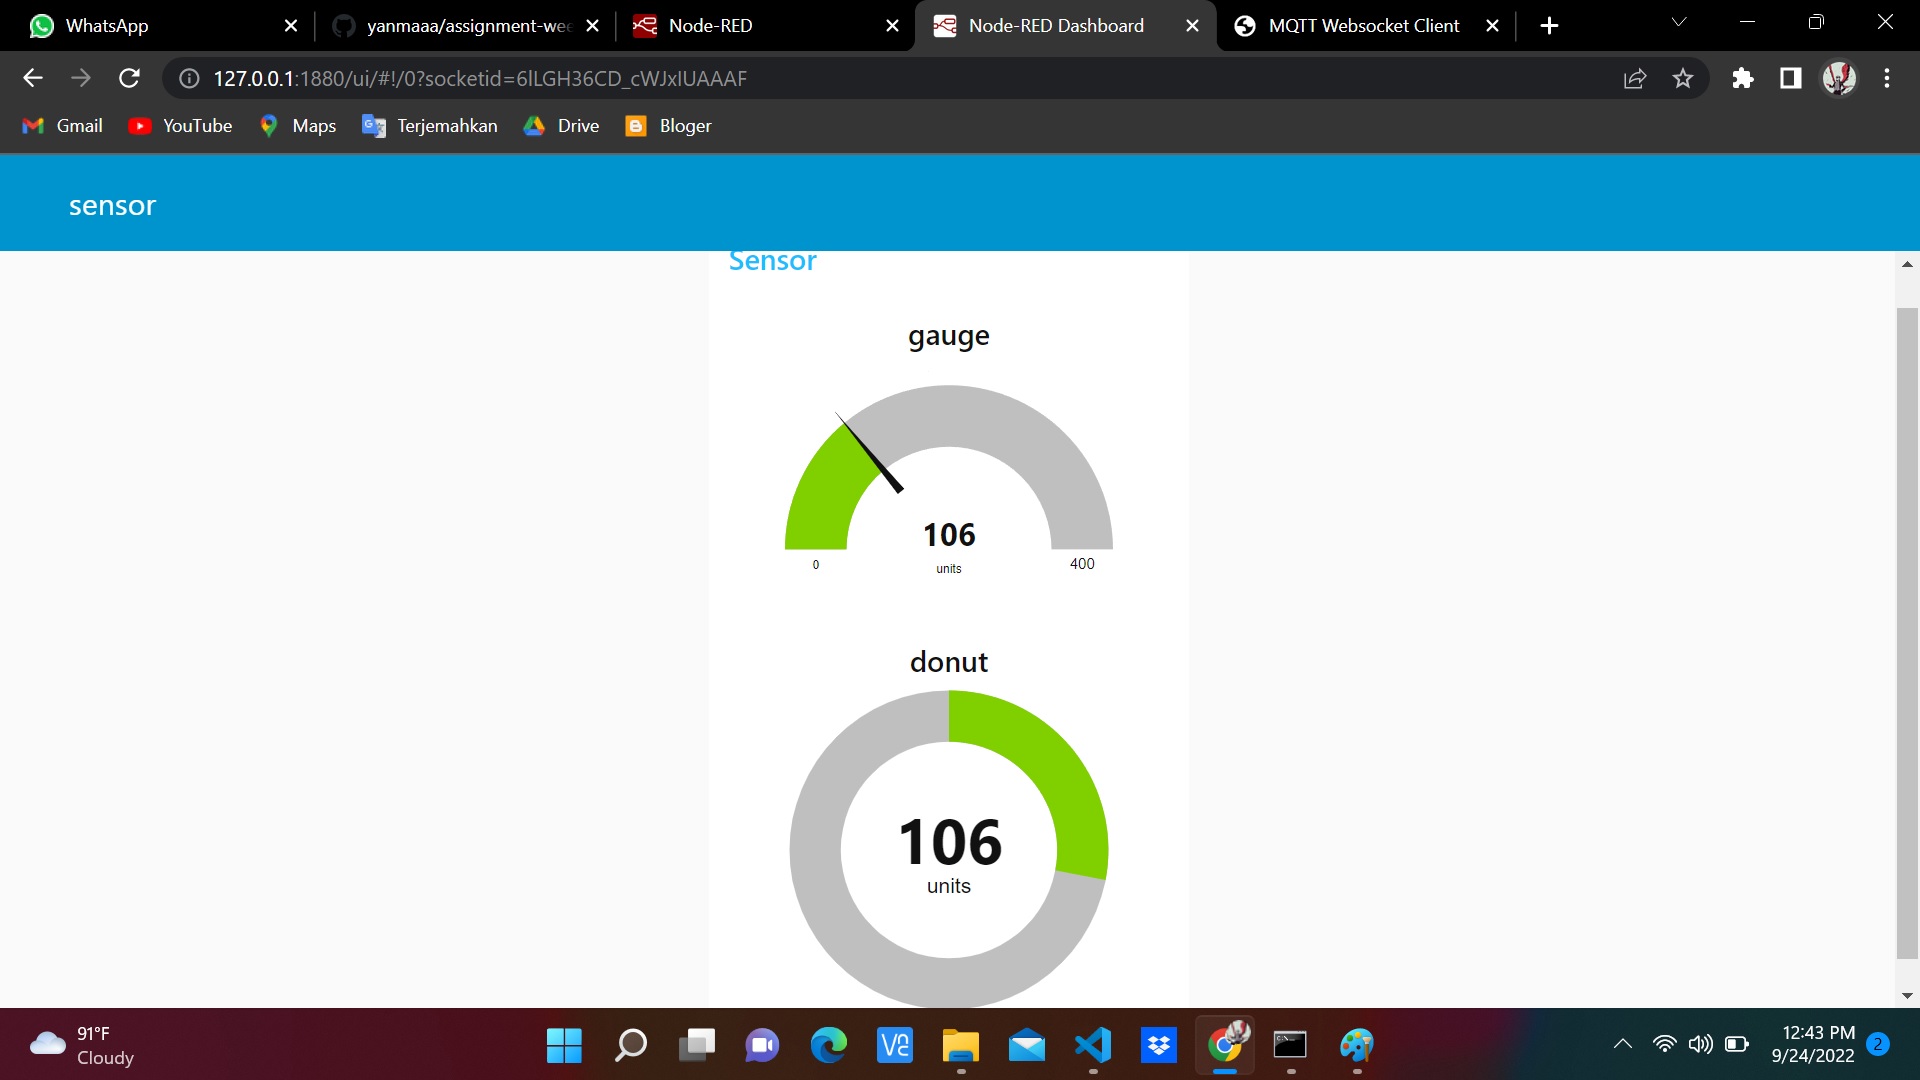 WhatsApp
yanmaaa/assignment-wee
Node-RED
Node-RED Dashboard
MQTT Websocket Client
127.0.0.1:1880/ui/#!/0?socketid=6lLGH36CD_cWJxIUAAAF
Gmail
YouTube
Maps
Terjemahkan
Drive
Bloger
sensor
Sensor
gauge
106
0
units
400
donut
106
units
91°F
Cloudy
12:43 PM
9/24/2022
2